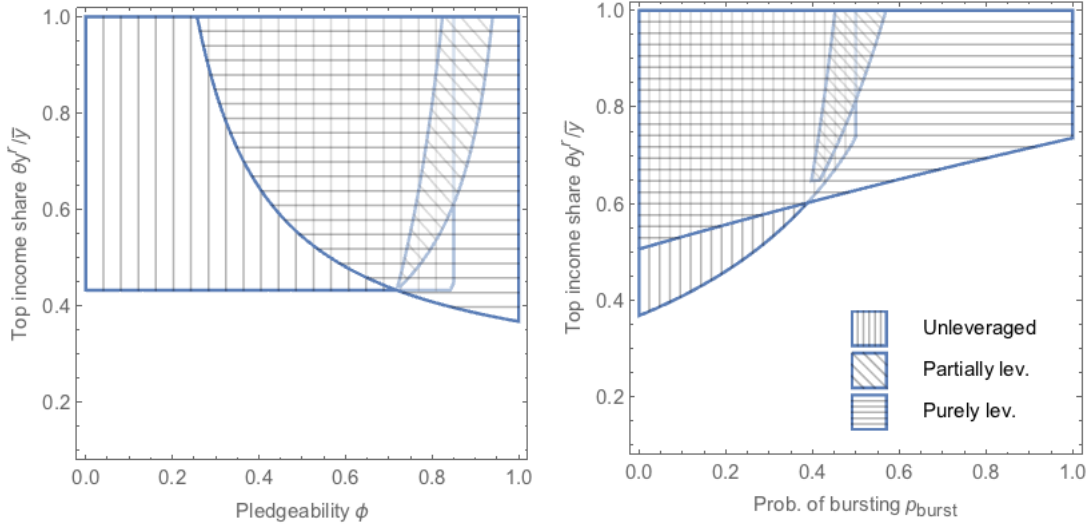 1.0
0.8
0.6
0.4
0.2
Top income share θyʳ/ȳ
0.0 0.2 0.4 0.6 0.8 1.0
Pledgeability ϕ
1.0
0.8
0.6
0.4
0.2
Top income share θyʳ/ȳ
0.0 0.2 0.4 0.6 0.8 1.0
Prob. of bursting p_burst
Unleveraged
Partially lev.
Purely lev.